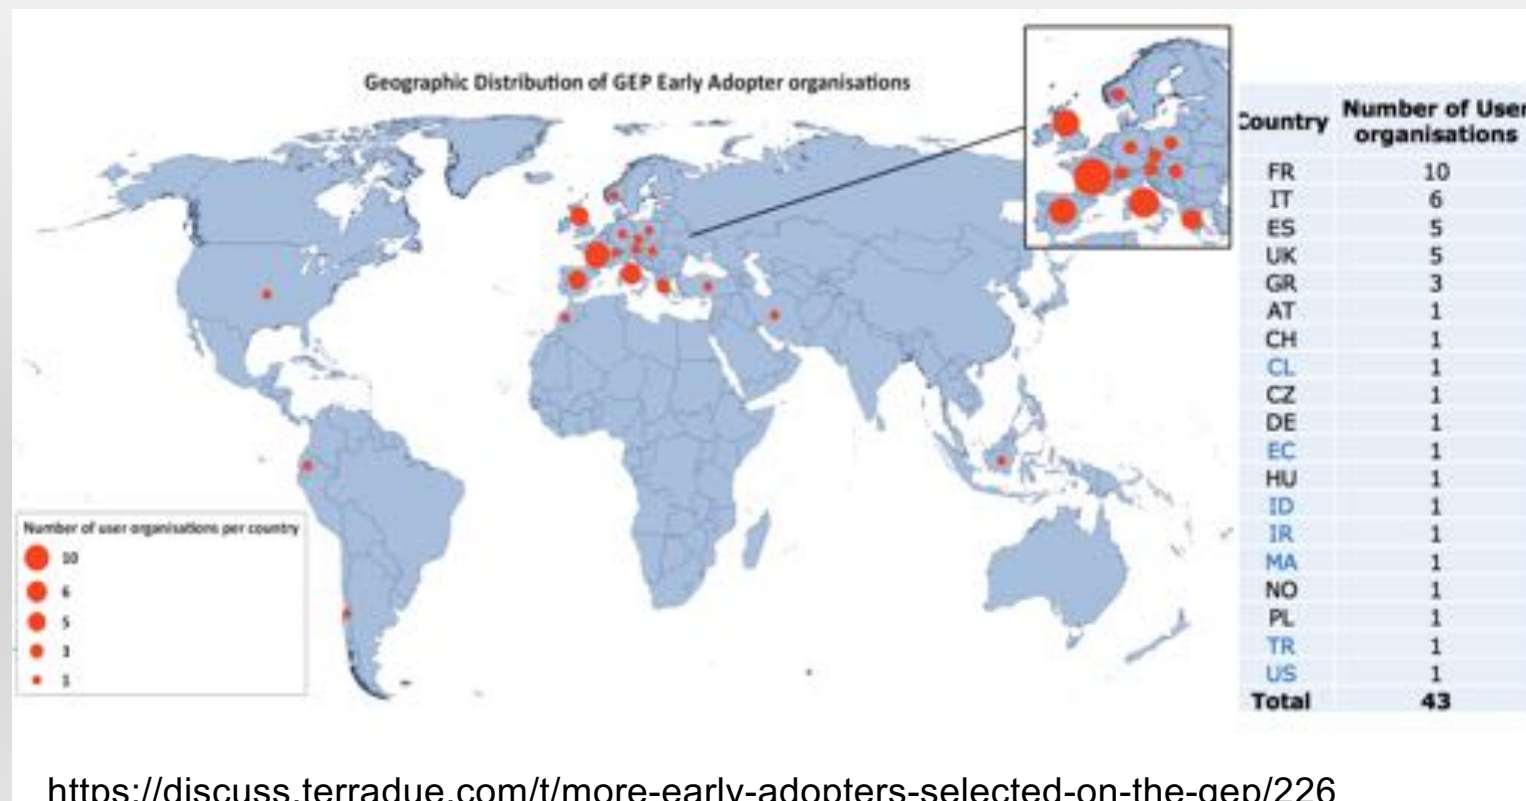 Geographic Distribution of GEP Early Adopter organisations
Number of user organisations per country
10
6
5
3
1
Country Number of User
organisations
FR 10
IT 6
ES 5
UK 5
GR 3
AT 1
CH 1
CL 1
CZ 1
DE 1
EC 1
HU 1
ID 1
IR 1
MA 1
NO 1
PL 1
TR 1
US 1
Total 43
https://discuss.terradue.com/t/more-early-adopters-selected-on-the-gep/226